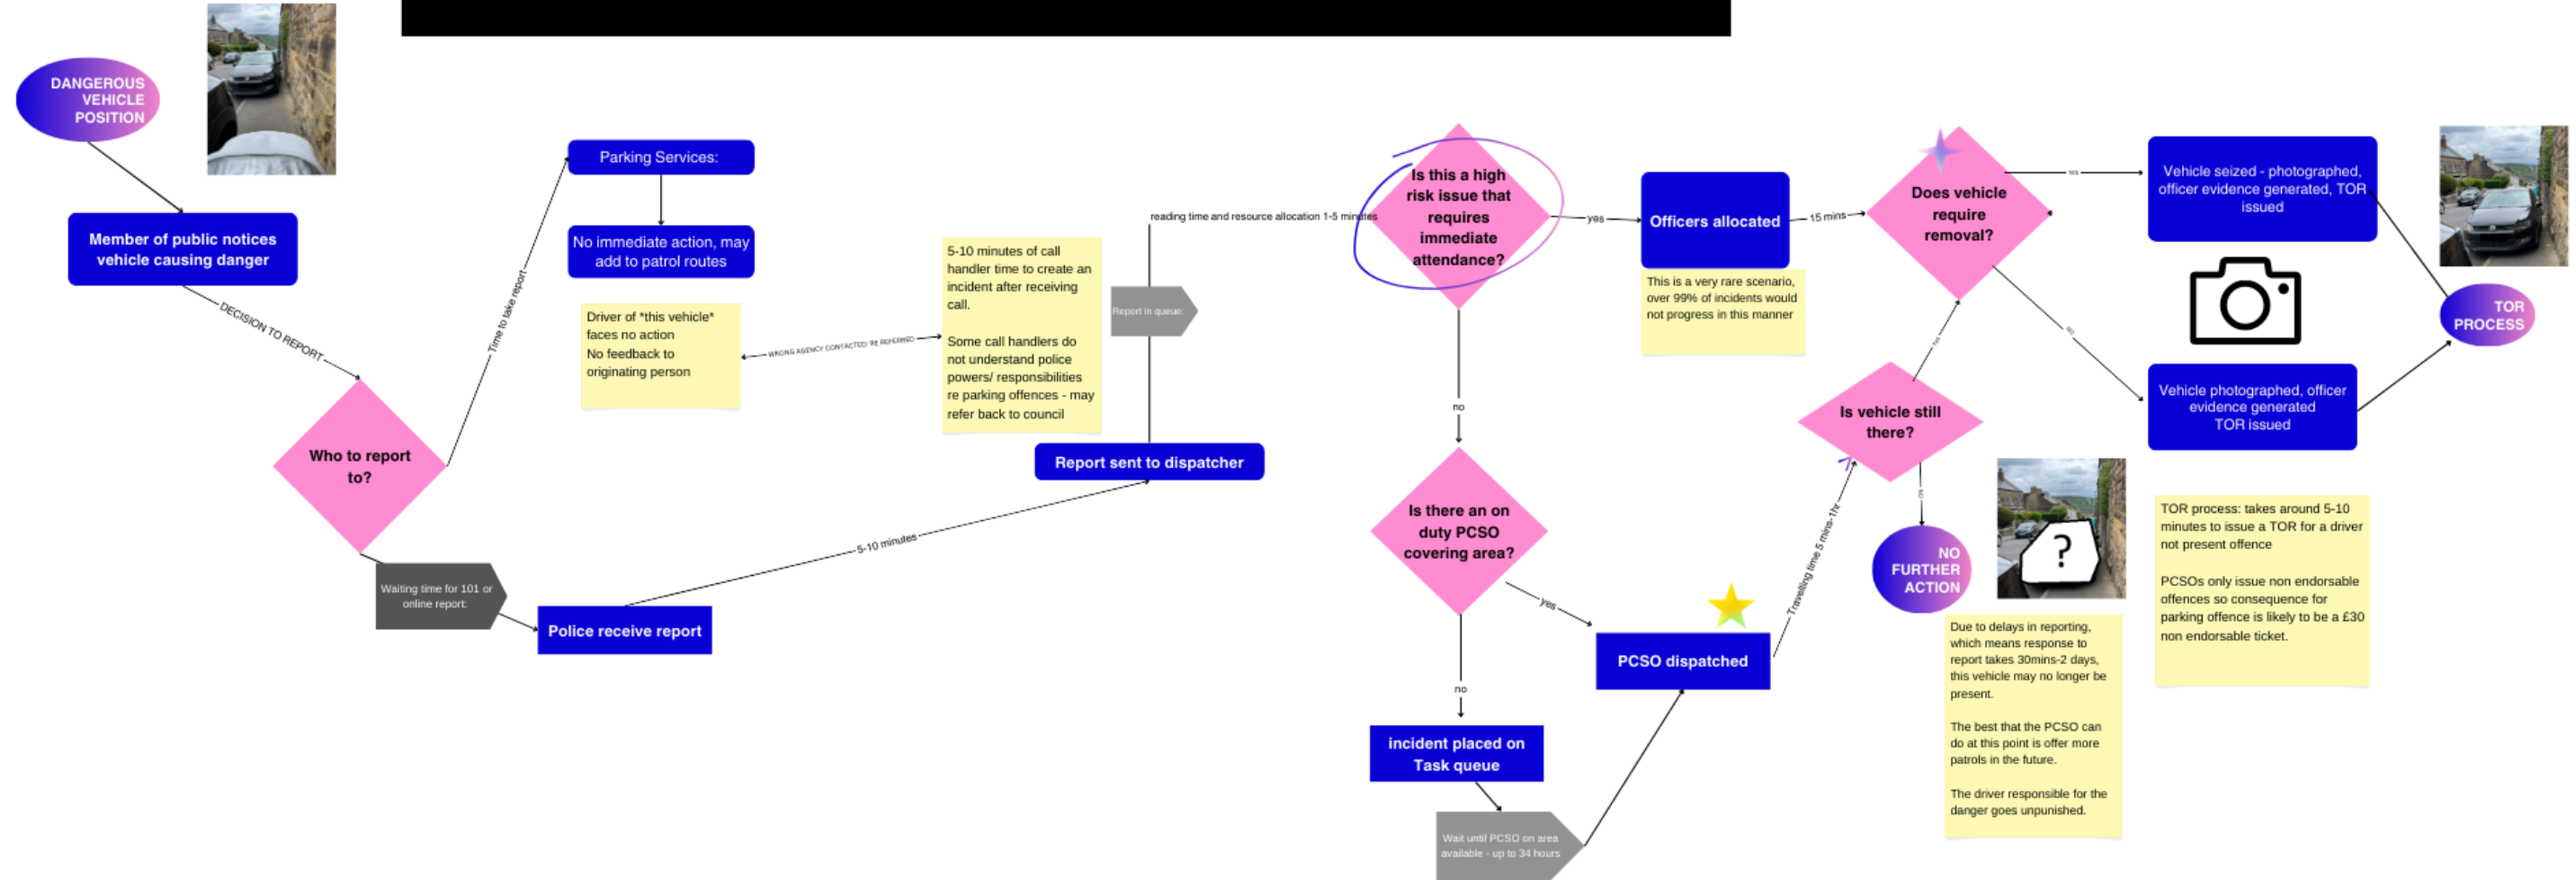 DANGEROUS
VEHICLE
POSITION
Member of public notices
vehicle causing danger
DECISION TO REPORT
Who to report
to?
Time to take report
Parking Services:
No immediate action, may
add to patrol routes
Driver of *this vehicle*
faces no action
No feedback to
originating person
WRONG AGENCY CONTACTED/ RE REFERRED
5-10 minutes of call
handler time to create an
incident after receiving
call.
Some call handlers do
not understand police
powers/ responsibilities
re parking offences - may
refer back to council
Waiting time for 101 or
online report:
Police receive report
5-10 minutes
Report sent to dispatcher
Report in queue:
reading time and resource allocation 1-5 minutes
Is this a high
risk issue that
requires
immediate
attendance?
yes
Officers allocated
This is a very rare scenario,
over 99% of incidents would
not progress in this manner
15 mins
no
Is there an on
duty PCSO
covering area?
yes
no
incident placed on
Task queue
Wait until PCSO on area
available - up to 34 hours
PCSO dispatched
Travelling time 5 mins-1hr
Is vehicle still
there?
yes
NO
NO
FURTHER
ACTION
?
Due to delays in reporting,
which means response to
report takes 30mins-2 days,
this vehicle may no longer be
present.
The best that the PCSO can
do at this point is offer more
patrols in the future.
The driver responsible for the
danger goes unpunished.
Does vehicle
require
removal?
YES
NO
Vehicle seized - photographed,
officer evidence generated, TOR
issued
Vehicle photographed, officer
evidence generated
TOR issued
TOR
PROCESS
TOR process: takes around 5-10
minutes to issue a TOR for a driver
not present offence
PCSOs only issue non endorsable
offences so consequence for
parking offence is likely to be a £30
non endorsable ticket.